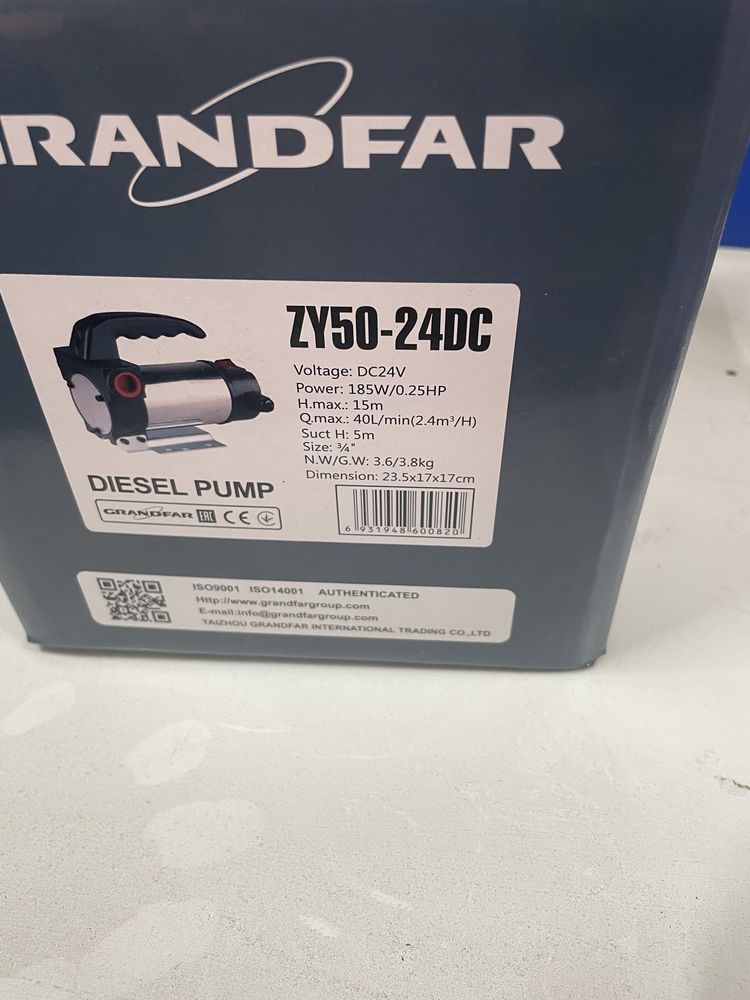 GRANDFAR
ZY50-24DC
Voltage: DC24V
Power: 185W/0.25HP
H.max.: 15m
Q.max.: 40L/min(2.4m³/H)
Suct H: 5m
Size: ¾"
N.W/G.W: 3.6/3.8kg
Dimension: 23.5x17x17cm
DIESEL PUMP
GRANDFAR EAC CE
6 931948 600820
ISO9001 ISO14001 AUTHENTICATED
Http://www.grandfargroup.com
E-mail:info@grandfargroup.com
TAIZHOU GRANDFAR INTERNATIONAL TRADING CO.,LTD